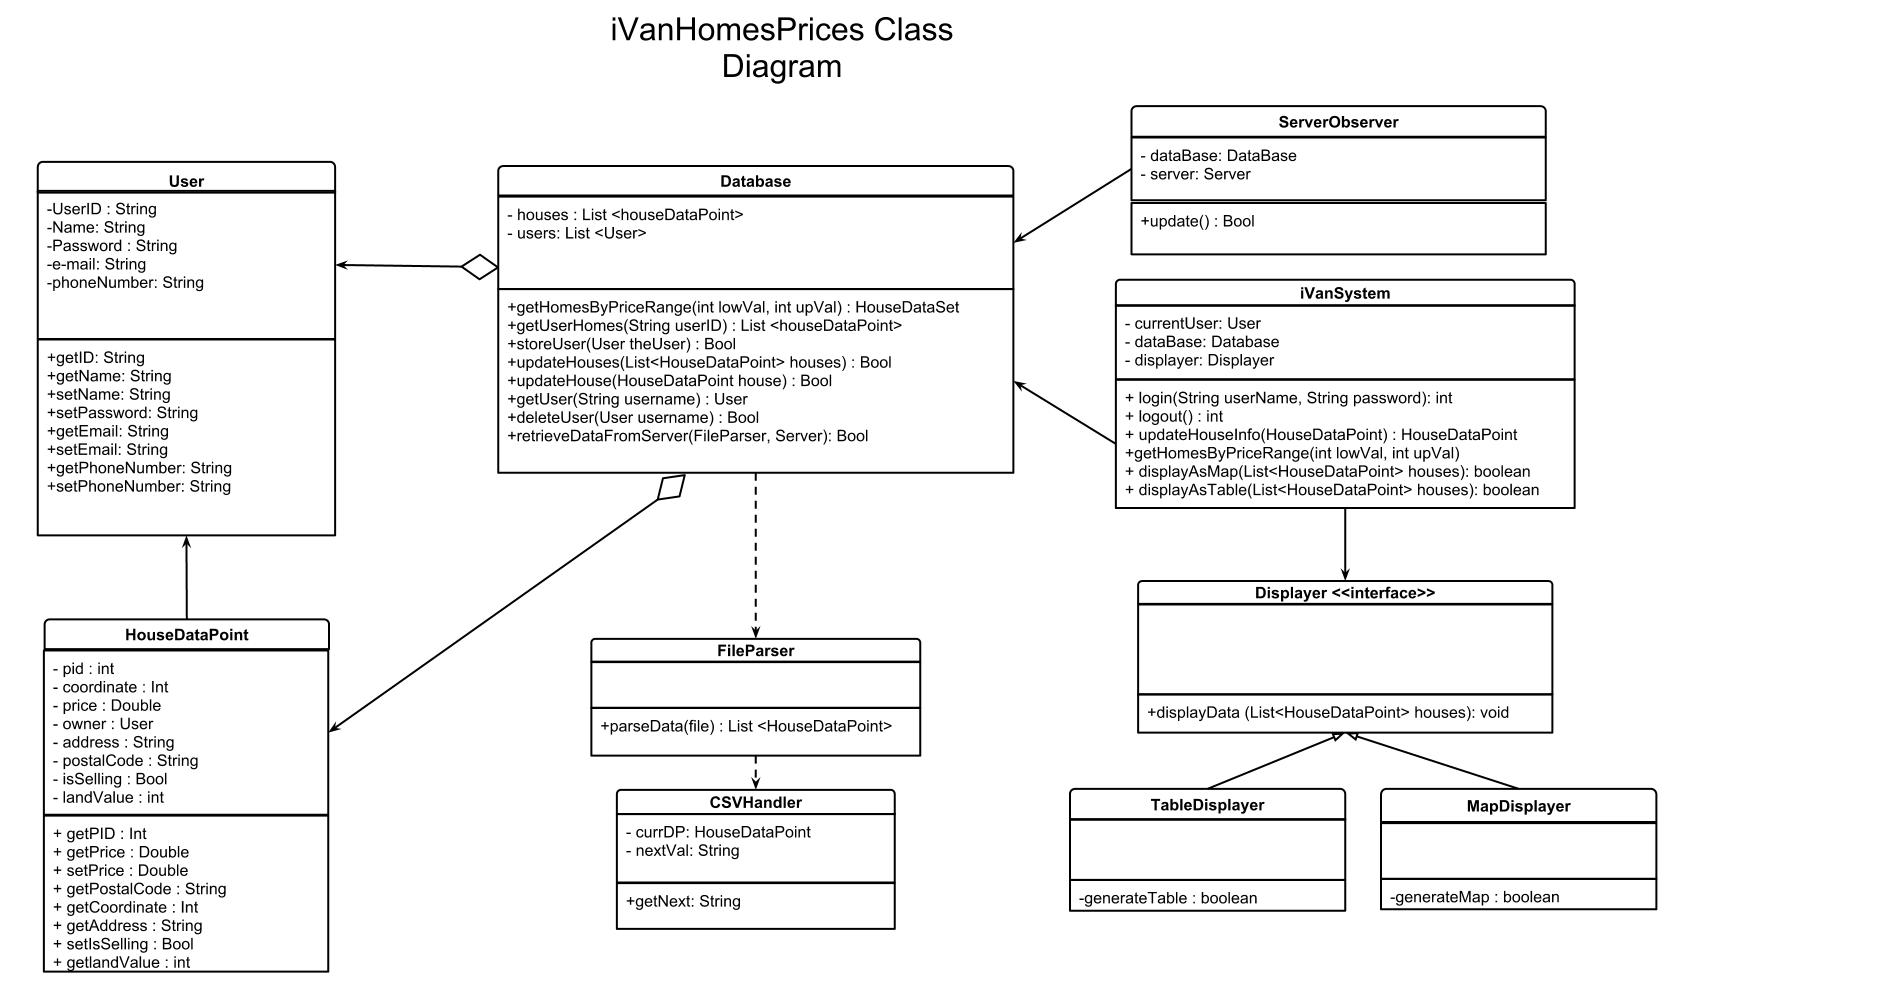 iVanHomesPrices Class
Diagram
User
-UserID : String
-Name: String
-Password : String
-e-mail: String
-phoneNumber: String
+getID: String
+getName: String
+setName: String
+setPassword: String
+getEmail: String
+setEmail: String
+getPhoneNumber: String
+setPhoneNumber: String
Database
- houses : List <houseDataPoint>
- users: List <User>
+getHomesByPriceRange(int lowVal, int upVal) : HouseDataSet
+getUserHomes(String userID) : List <houseDataPoint>
+storeUser(User theUser) : Bool
+updateHouses(List<HouseDataPoint> houses) : Bool
+updateHouse(HouseDataPoint house) : Bool
+getUser(String username) : User
+deleteUser(User username) : Bool
+retrieveDataFromServer(FileParser, Server): Bool
ServerObserver
- dataBase: DataBase
- server: Server
+update() : Bool
iVanSystem
- currentUser: User
- dataBase: Database
- displayer: Displayer
+ login(String userName, String password): int
+ logout() : int
+ updateHouseInfo(HouseDataPoint) : HouseDataPoint
+getHomesByPriceRange(int lowVal, int upVal)
+ displayAsMap(List<HouseDataPoint> houses): boolean
+ displayAsTable(List<HouseDataPoint> houses): boolean
HouseDataPoint
- pid : int
- coordinate : Int
- price : Double
- owner : User
- address : String
- postalCode : String
- isSelling : Bool
- landValue : int
+ getPID : Int
+ getPrice : Double
+ setPrice : Double
+ getPostalCode : String
+ getCoordinate : Int
+ getAddress : String
+ setIsSelling : Bool
+ getlandValue : int
FileParser
+parseData(file) : List <HouseDataPoint>
CSVHandler
- currDP: HouseDataPoint
- nextVal: String
+getNext: String
Displayer <<interface>>
+displayData (List<HouseDataPoint> houses): void
TableDisplayer
-generateTable : boolean
MapDisplayer
-generateMap : boolean